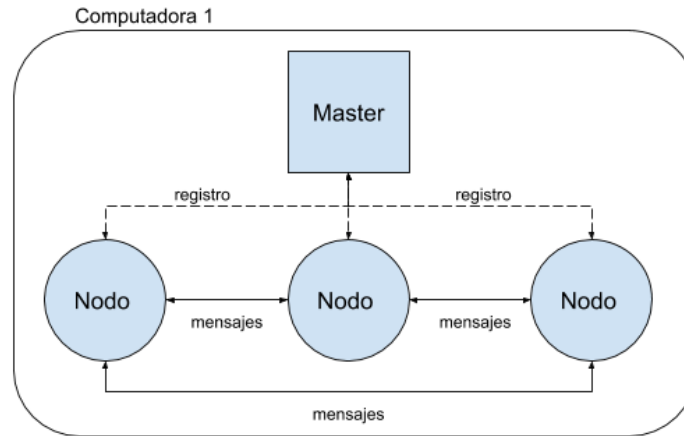 Computadora 1
Master
registro
registro
Nodo
Nodo
Nodo
mensajes
mensajes
mensajes